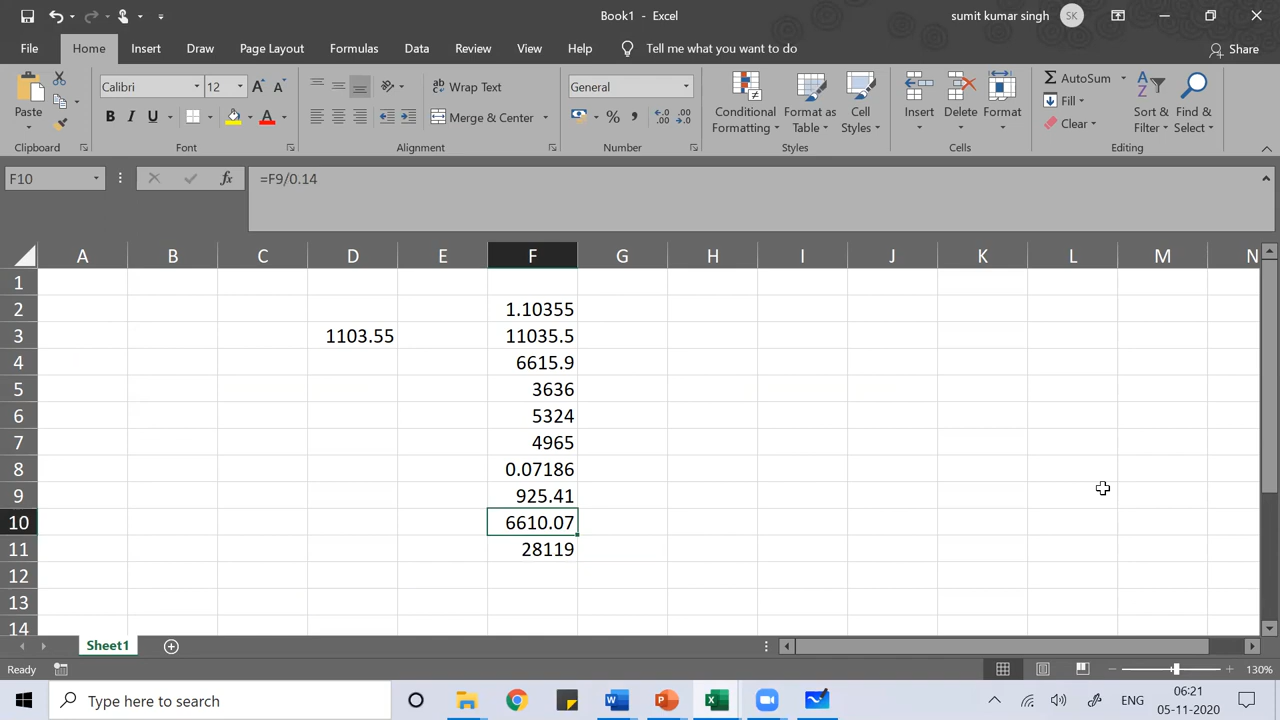 Book1 - Excel
sumit kumar singh
SK
File Home Insert Draw Page Layout Formulas Data Review View Help Tell me what you want to do Share
Paste
Clipboard
Calibri 12
B I U A
Font
ab Wrap Text
Merge & Center
Alignment
General
% ,
Number
Conditional Formatting
Format as Table
Cell Styles
Styles
Insert
Delete
Format
Cells
AutoSum
Fill
Clear
Sort & Filter
Find & Select
Editing
F10 fx =F9/0.14
A B C D E F G H I J K L M N
1
2 1.10355
3 1103.55 11035.5
4 6615.9
5 3636
6 5324
7 4965
8 0.07186
9 925.41
10 6610.07
11 28119
12
13
14
Sheet1
Ready
130%
Type here to search
ENG
06:21
05-11-2020